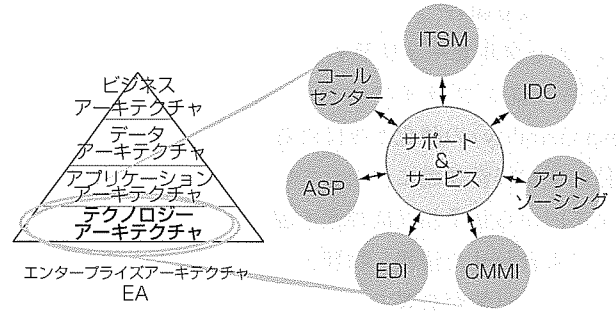 ビジネス
アーキテクチャ
データ
アーキテクチャ
アプリケーション
アーキテクチャ
テクノロジー
アーキテクチャ
エンタープライズアーキテクチャ
EA
ITSM
コール
センター
IDC
サポート
&
サービス
ASP
アウト
ソーシング
EDI
CMMI